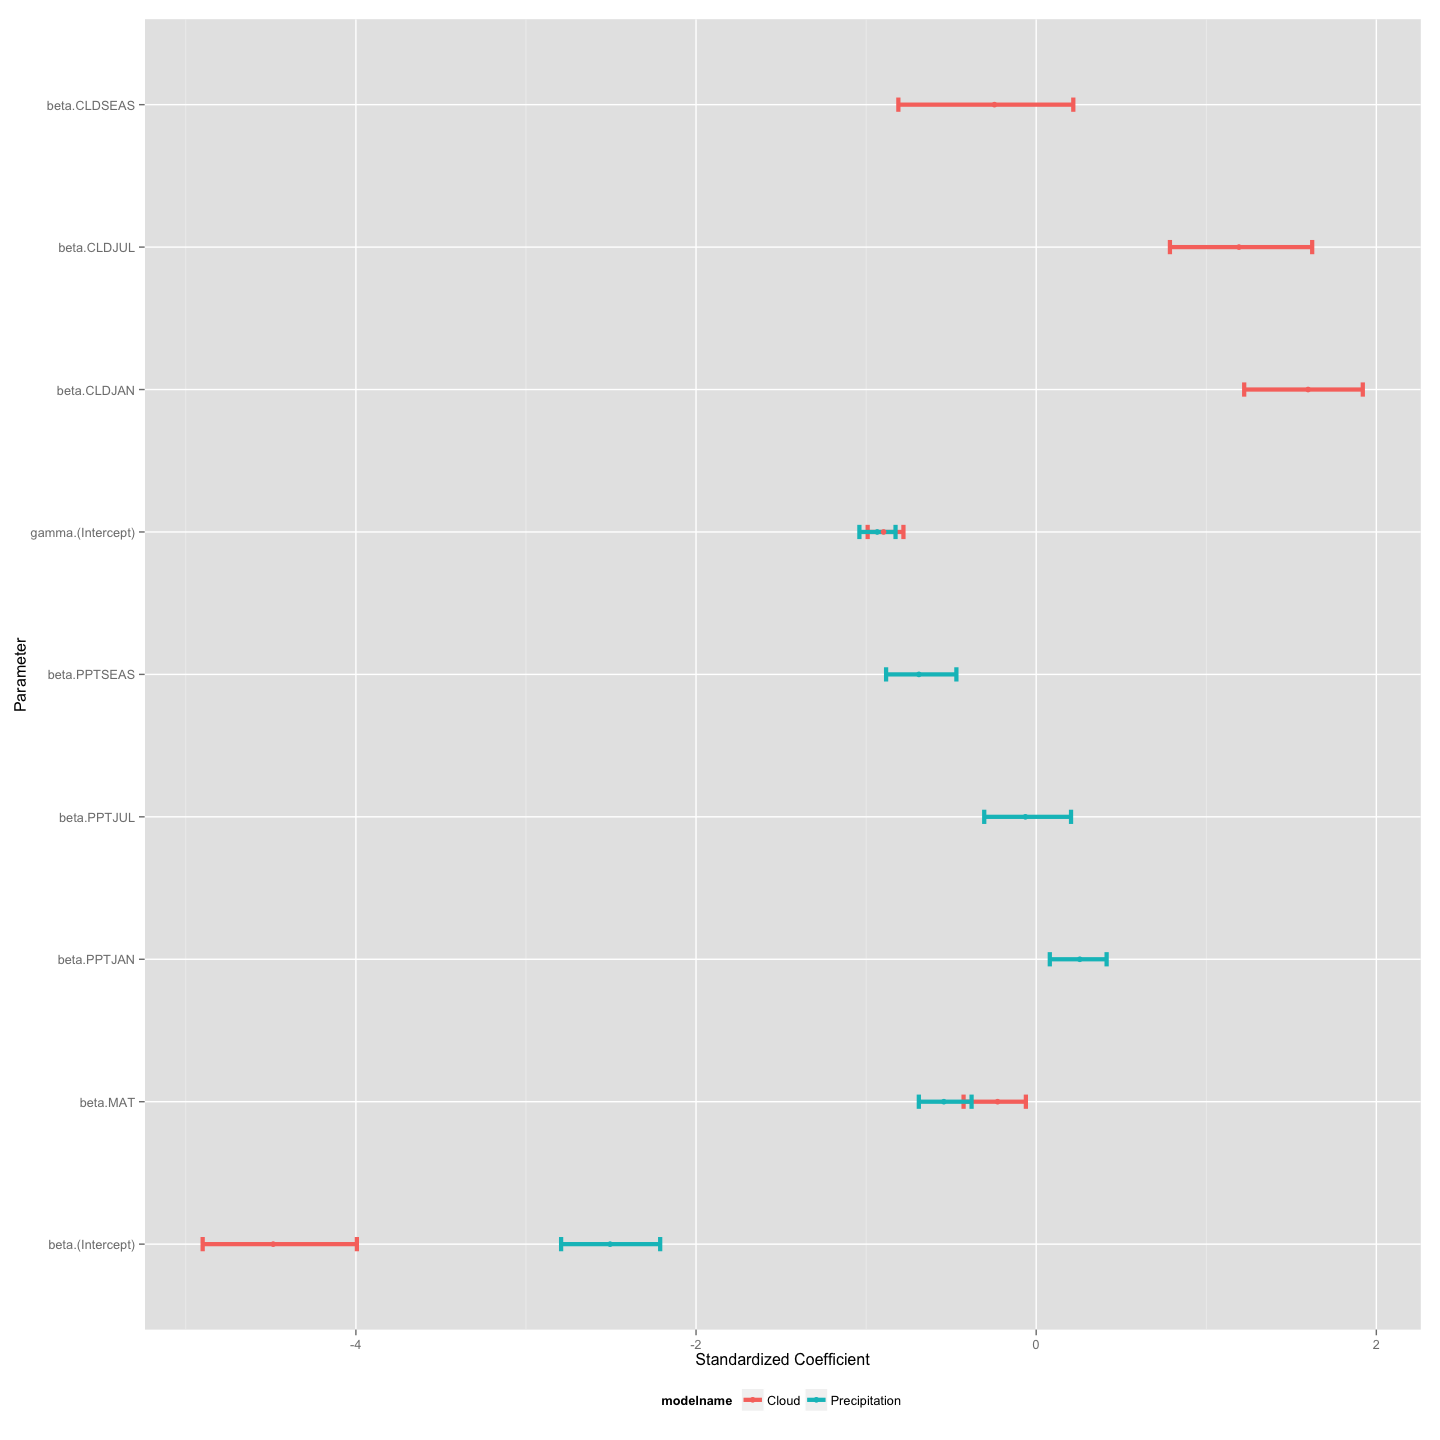 beta.CLDSEAS
beta.CLDJUL
beta.CLDJAN
gamma.(Intercept)
beta.PPTSEAS
beta.PPTJUL
beta.PPTJAN
beta.MAT
beta.(Intercept)
Parameter
-4 -2 0 2
Standardized Coefficient
modelname Cloud Precipitation